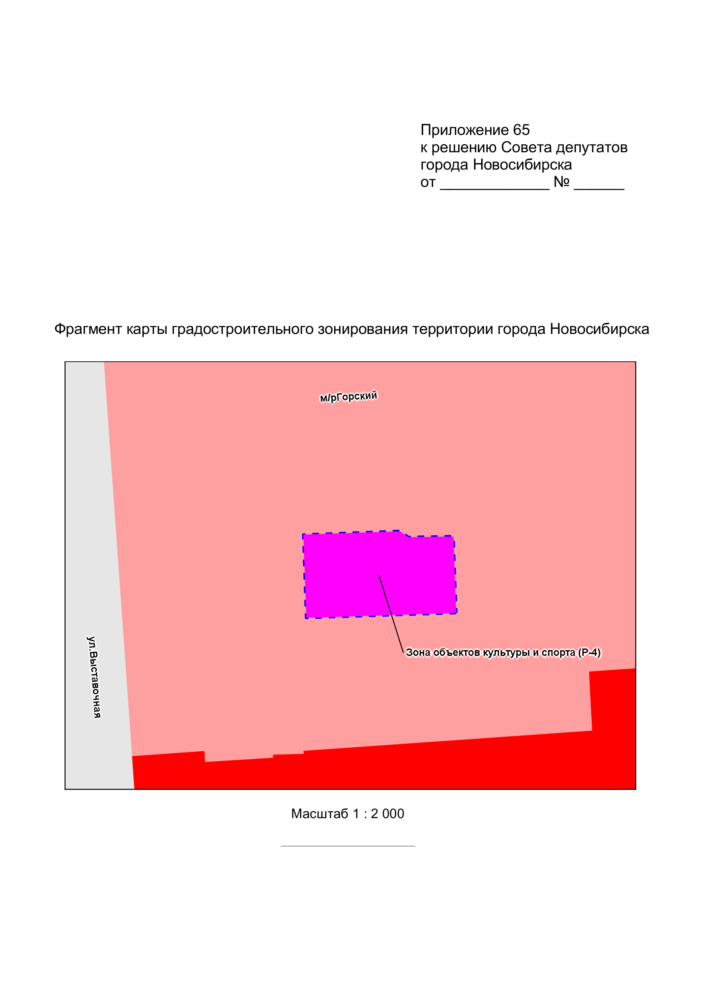 Приложение 65
к решению Совета депутатов
города Новосибирска
от _____________ № ______
Фрагмент карты градостроительного зонирования территории города Новосибирска
м/рГорский
Зона объектов культуры и спорта (Р-4)
ул.Выставочная
Масштаб 1 : 2 000